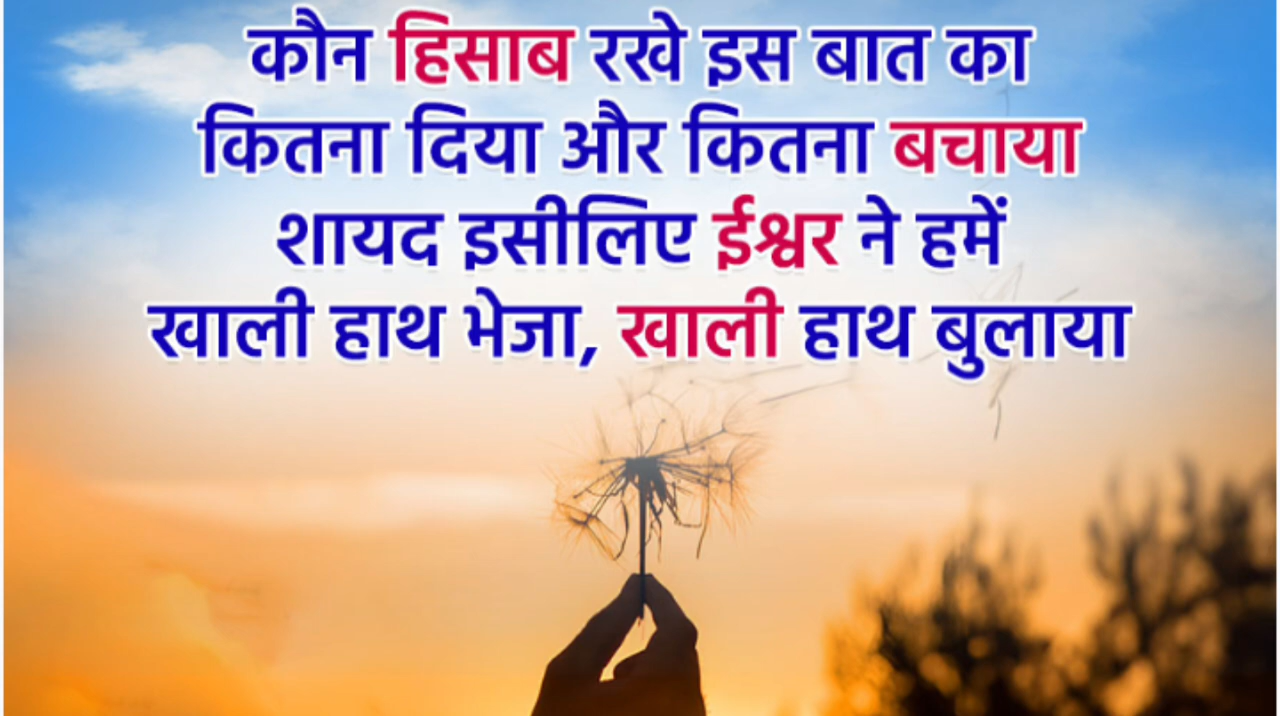 कौन हिसाब रखे इस बात का
कितना दिया और कितना बचाया
शायद इसीलिए ईश्वर ने हमें
खाली हाथ भेजा, खाली हाथ बुलाया